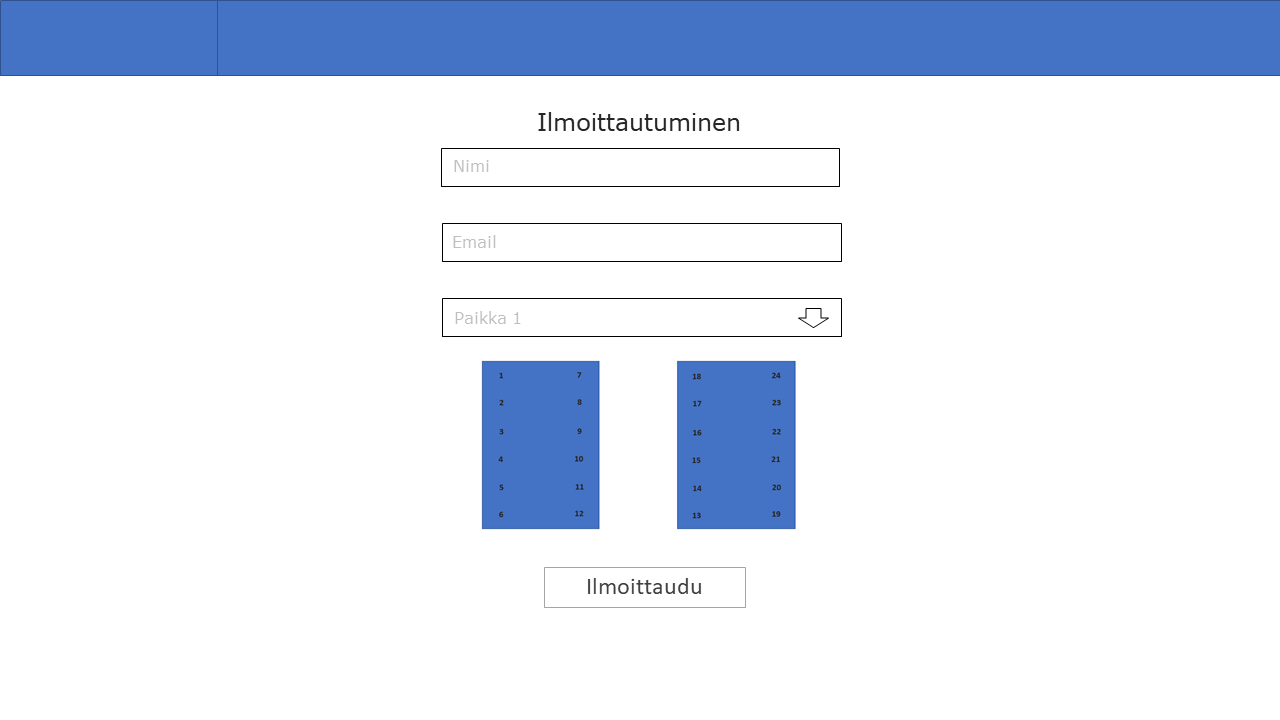 Ilmoittautuminen
Nimi
Email
Paikka 1
1 7 18 24
2 8 17 23
3 9 16 22
4 10 15 21
5 11 14 20
6 12 13 19
Ilmoittaudu